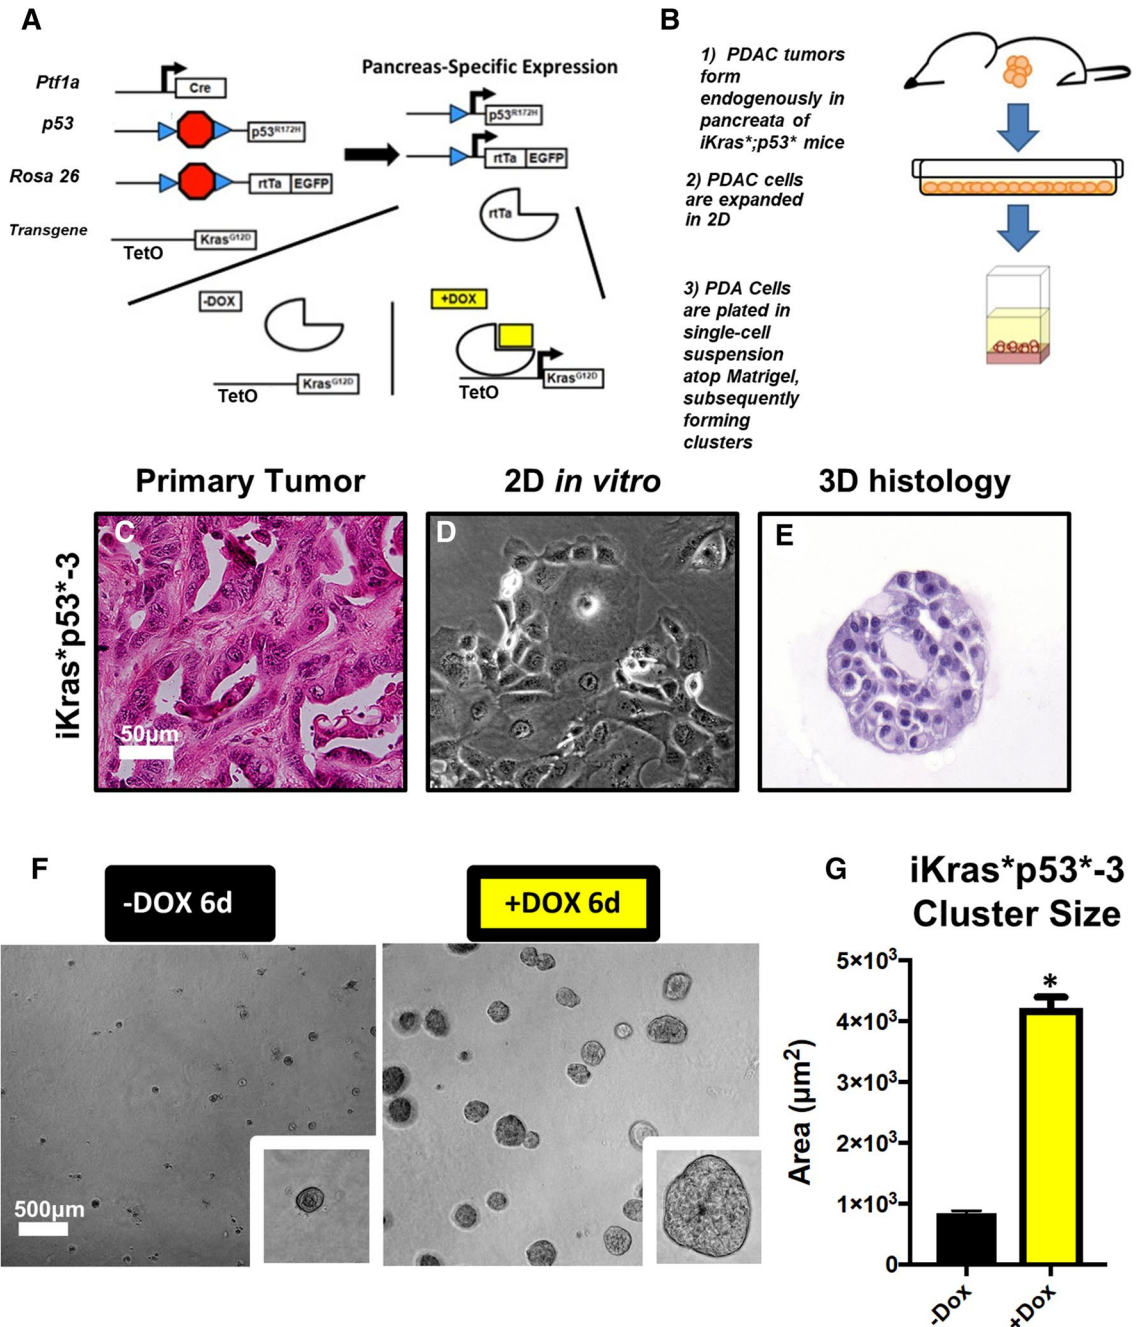 A
Pancreas-Specific Expression
Ptf1a
Cre
p53
p53R172H
p53R172H
Rosa 26
rtTa EGFP
rtTa EGFP
Transgene
TetO
KrasG12D
rtTa
-DOX
+DOX
TetO
KrasG12D
TetO
KrasG12D
B
1) PDAC tumors
form
endogenously in
pancreata of
iKras*;p53* mice
2) PDAC cells
are expanded
in 2D
3) PDA Cells
are plated in
single-cell
suspension
atop Matrigel,
subsequently
forming
clusters
Primary Tumor
2D in vitro
3D histology
iKras*p53*-3
C
50µm
D
E
F
-DOX 6d
+DOX 6d
500µm
G
iKras*p53*-3
Cluster Size
Area (µm2)
5×103
4×103
3×103
2×103
1×103
0
*
-Dox
+Dox